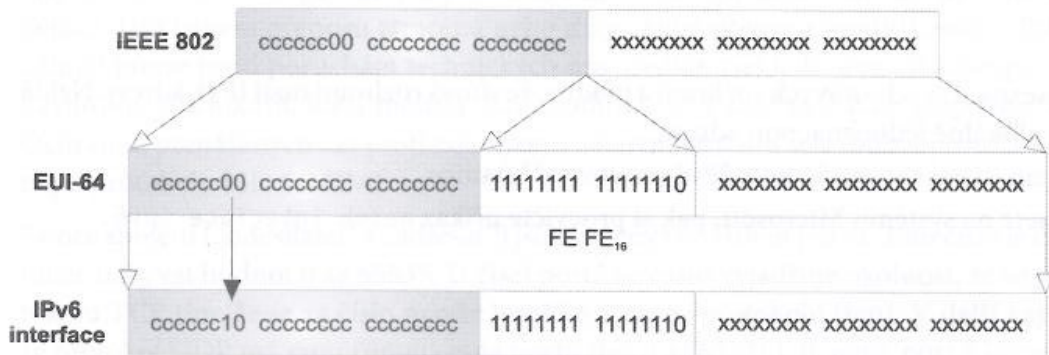 IEEE 802 cccccc00 cccccccc cccccccc xxxxxxxx xxxxxxxx xxxxxxxx
EUI-64 cccccc00 cccccccc cccccccc 11111111 11111110 xxxxxxxx xxxxxxxx xxxxxxxx
FE FE₁₆
IPv6
interface cccccc10 cccccccc cccccccc 11111111 11111110 xxxxxxxx xxxxxxxx xxxxxxxx